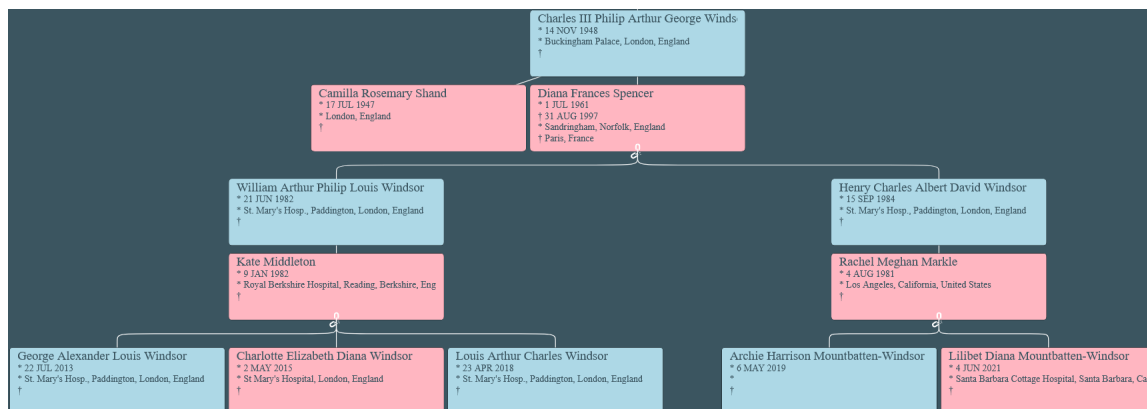 Charles III Philip Arthur George Winds
* 14 NOV 1948
* Buckingham Palace, London, England
†
Camilla Rosemary Shand
* 17 JUL 1947
* London, England
†
Diana Frances Spencer
* 1 JUL 1961
† 31 AUG 1997
* Sandringham, Norfolk, England
† Paris, France
William Arthur Philip Louis Windsor
* 21 JUN 1982
* St. Mary's Hosp., Paddington, London, England
†
Henry Charles Albert David Windsor
* 15 SEP 1984
* St. Mary's Hosp., Paddington, London, England
†
Kate Middleton
* 9 JAN 1982
* Royal Berkshire Hospital, Reading, Berkshire, Eng
†
Rachel Meghan Markle
* 4 AUG 1981
* Los Angeles, California, United States
†
George Alexander Louis Windsor
* 22 JUL 2013
* St. Mary's Hosp., Paddington, London, England
†
Charlotte Elizabeth Diana Windsor
* 2 MAY 2015
* St Mary's Hospital, London, England
†
Louis Arthur Charles Windsor
* 23 APR 2018
* St. Mary's Hosp., Paddington, London, England
†
Archie Harrison Mountbatten-Windsor
* 6 MAY 2019
*
†
Lilibet Diana Mountbatten-Windsor
* 4 JUN 2021
* Santa Barbara Cottage Hospital, Santa Barbara, Ca
†